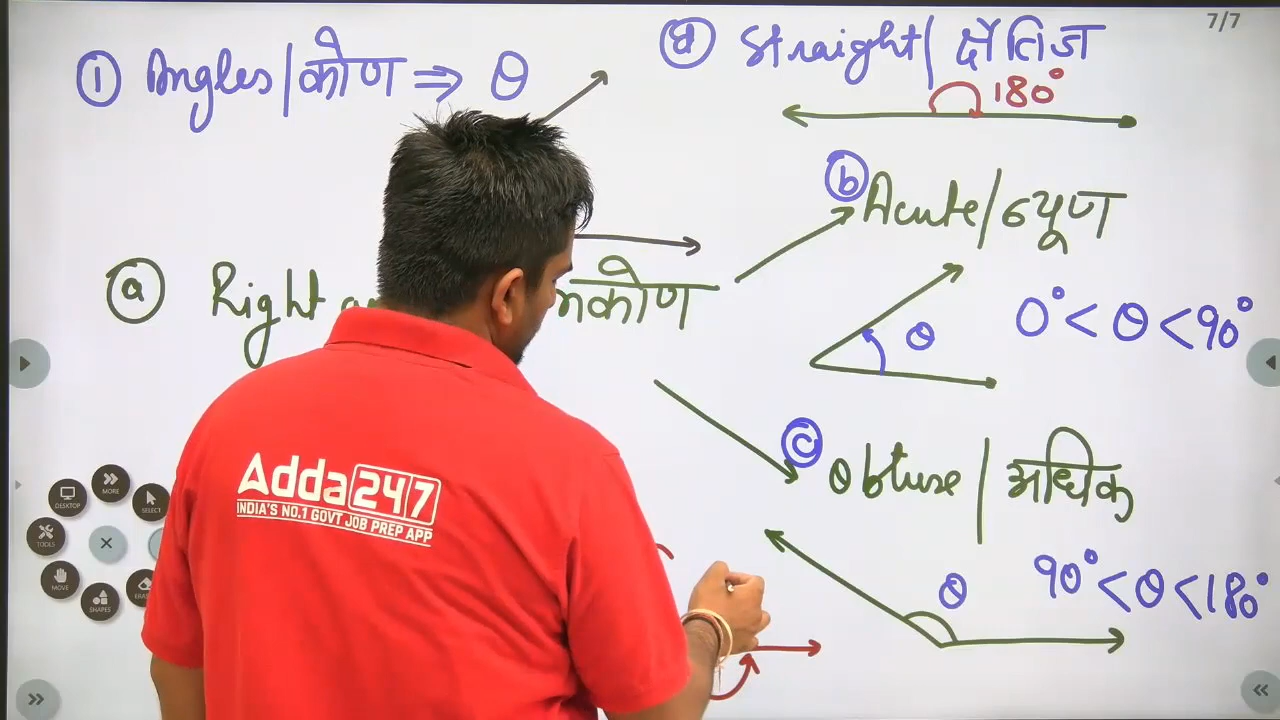 7/7
① Angles/कोण ⇒ θ
ⓓ Straight/क्षैतिज
180°
ⓑ Acute/न्यूण
θ
0° < θ < 90°
ⓐ Right
कोण
ⓒ Obtuse/अधिक
θ
90° < θ < 180°
Adda 247
INDIA'S NO.1 GOVT JOB PREP APP
MORE
DESKTOP
SELECT
TOOLS
MOVE
SHAPES